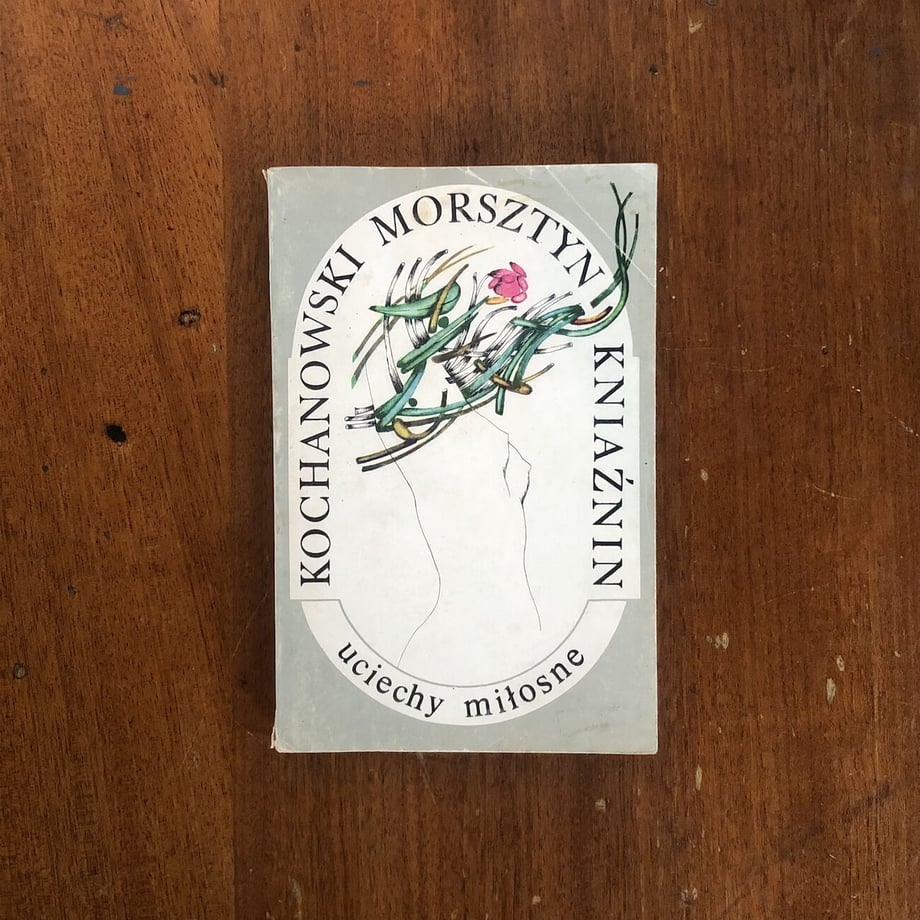 KOCHANOWSKI MORSZTYN KNIAŹNIN
uciechy miłosne